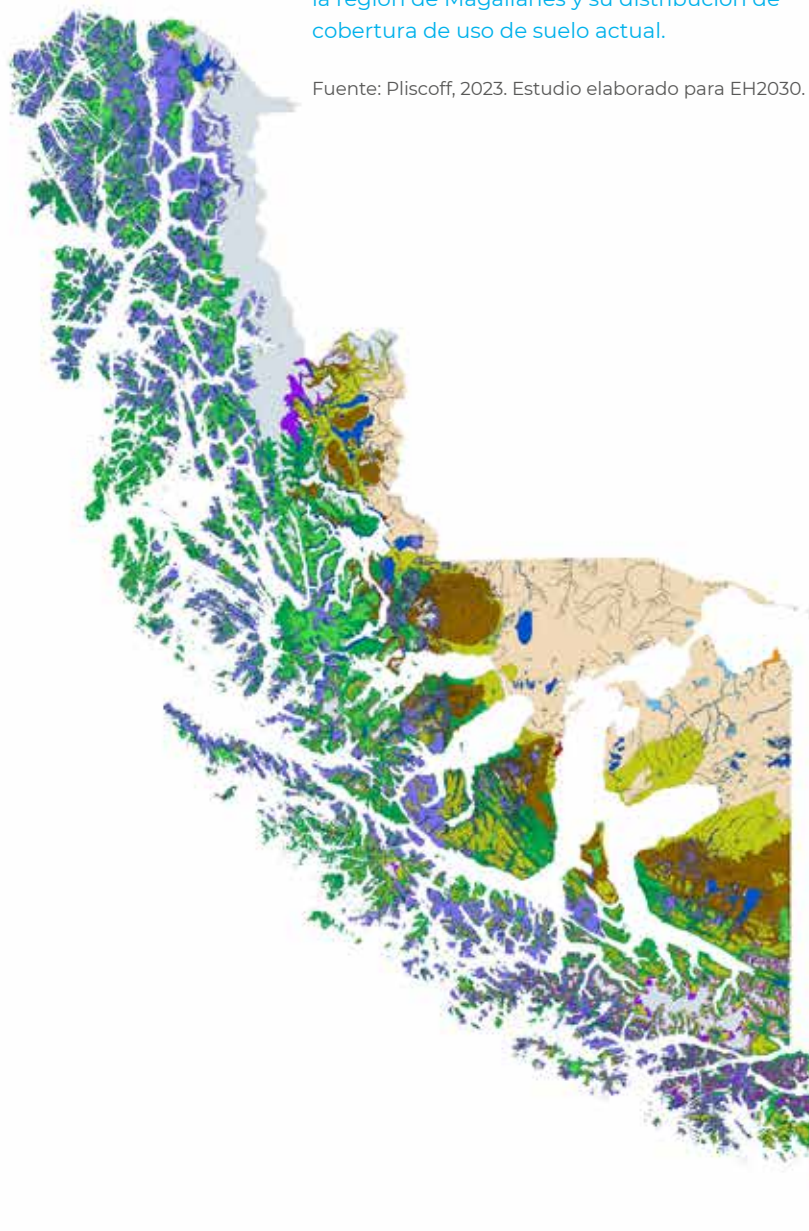 la región de Magallanes y su distribución de
cobertura de uso de suelo actual.
Fuente: Pliscoff, 2023. Estudio elaborado para EH2030.